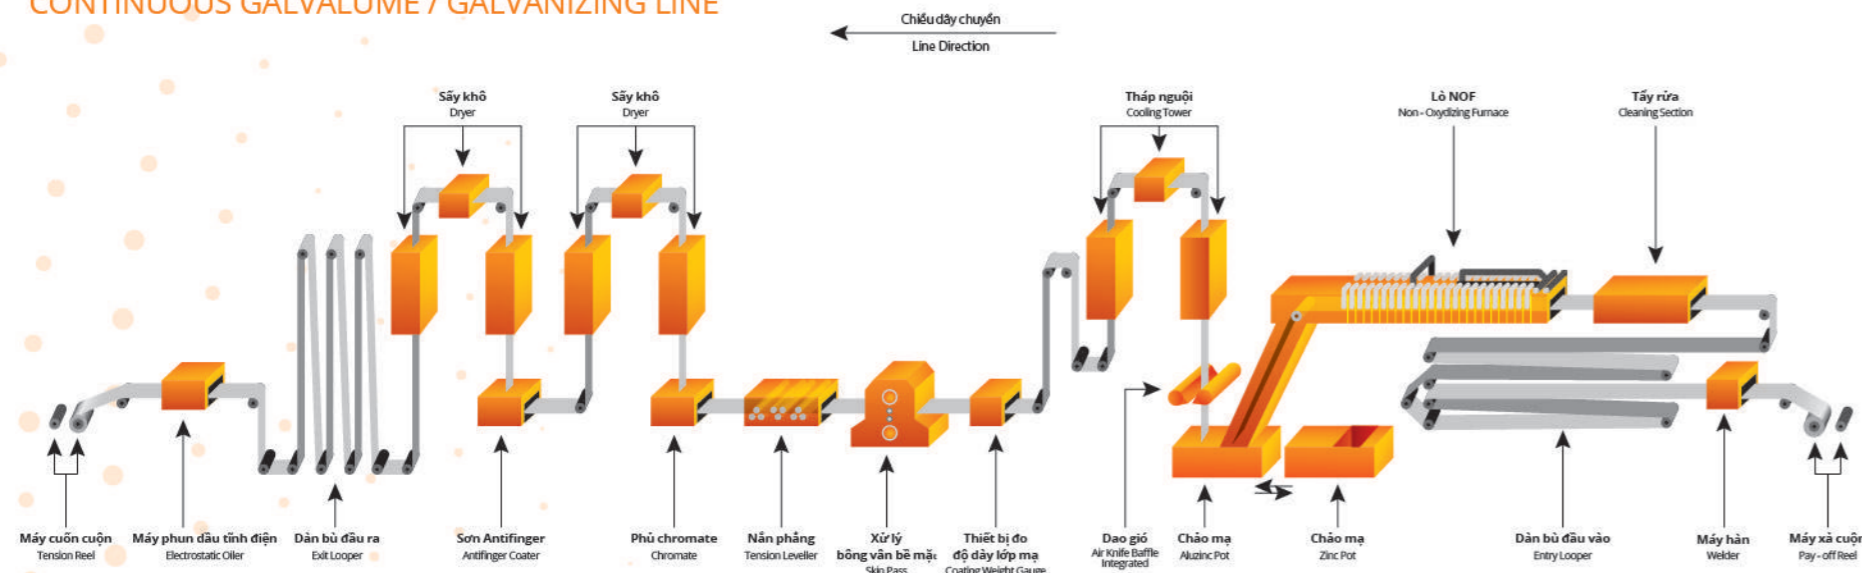 CONTINUOUS GALVALUME / GALVANIZING LINE
Chiều dây chuyền
Line Direction
Sấy khô
Dryer
Sấy khô
Dryer
Tháp nguội
Cooling Tower
Lò NOF
Non - Oxydizing Furnace
Tẩy rửa
Cleaning Section
Máy cuốn cuộn
Tension Reel
Máy phun dầu tĩnh điện
Electrostatic Oiler
Dàn bù đầu ra
Exit Looper
Sơn Antifinger
Antifinger Coater
Phủ chromate
Chromate
Nắn phẳng
Tension Leveller
Xử lý
bông vân bề mặt
Skin Pass
Thiết bị đo
độ dày lớp mạ
Coating Weight Gauge
Dao gió
Air Knife Baffle
Integrated
Chảo mạ
Aluzinc Pot
Chảo mạ
Zinc Pot
Dàn bù đầu vào
Entry Looper
Máy hàn
Welder
Máy xả cuộn
Pay - off Reel